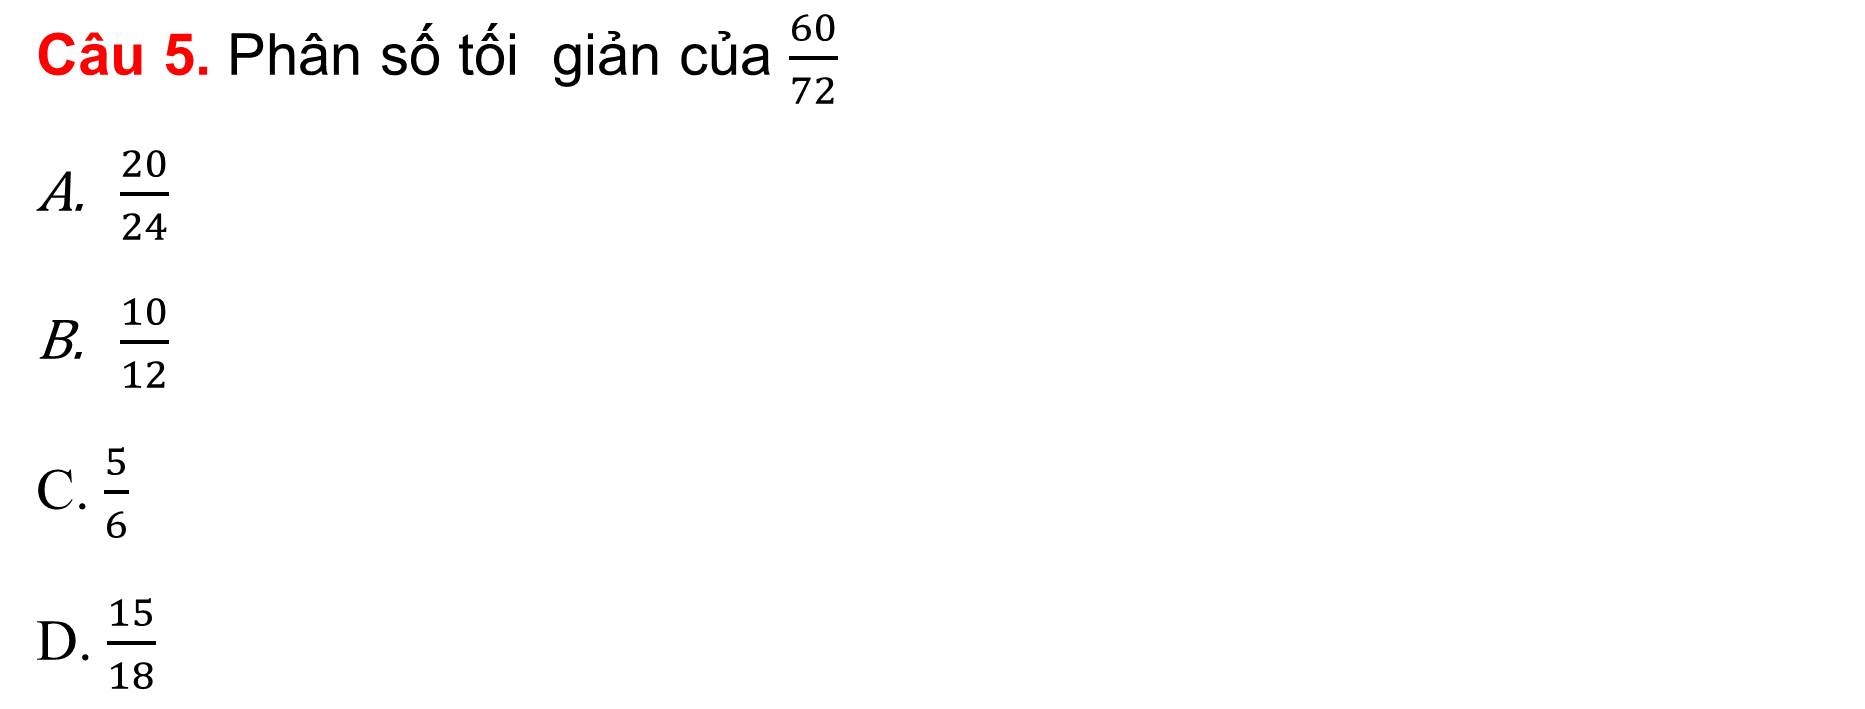 Câu 5. Phân số tối giản của 60/72
A. 20/24
B. 10/12
C. 5/6
D. 15/18